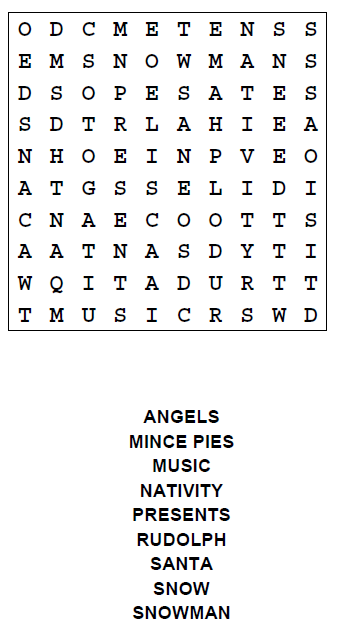 O D C M E T E N S S
E M S N O W M A N S
D S O P E S A T E S
S D T R L A H I E A
N H O E I N P V E O
A T G S S E L I D I
C N A E C O O T T S
A A T N A S D Y T I
W Q I T A D U R T T
T M U S I C R S W D
ANGELS
MINCE PIES
MUSIC
NATIVITY
PRESENTS
RUDOLPH
SANTA
SNOW
SNOWMAN